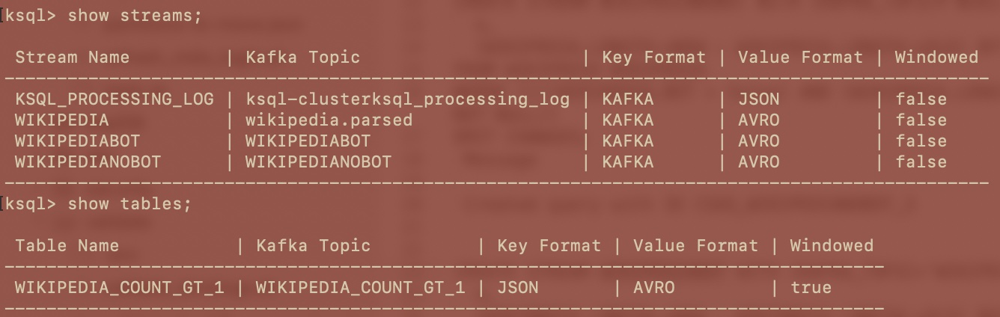 ksql> show streams;
Stream Name | Kafka Topic | Key Format | Value Format | Windowed
KSQL_PROCESSING_LOG | ksql-clusterksql_processing_log | KAFKA | JSON | false
WIKIPEDIA | wikipedia.parsed | KAFKA | AVRO | false
WIKIPEDIABOT | WIKIPEDIABOT | KAFKA | AVRO | false
WIKIPEDIANOBOT | WIKIPEDIANOBOT | KAFKA | AVRO | false
ksql> show tables;
Table Name | Kafka Topic | Key Format | Value Format | Windowed
WIKIPEDIA_COUNT_GT_1 | WIKIPEDIA_COUNT_GT_1 | JSON | AVRO | true